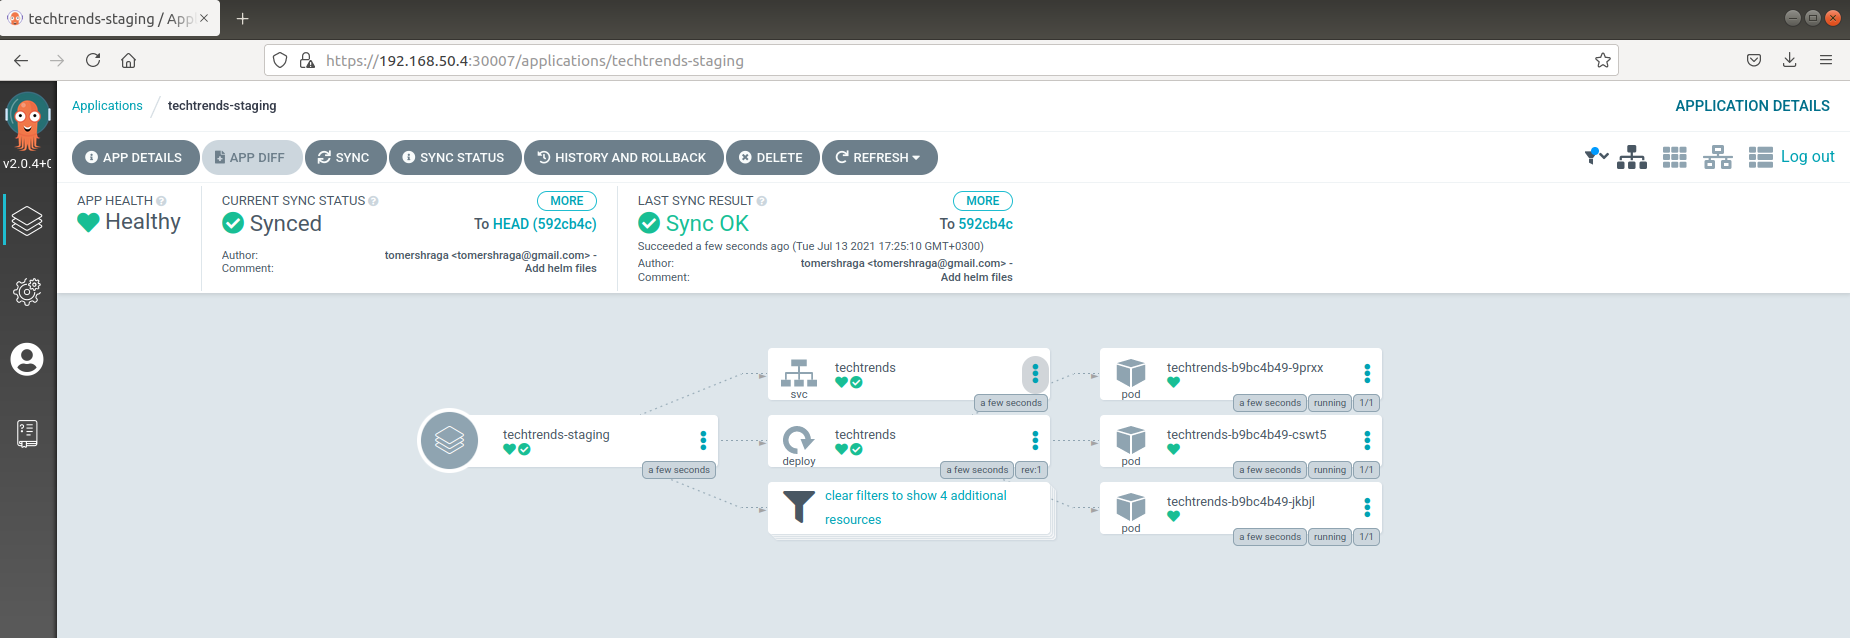 techtrends-staging / App
https://192.168.50.4:30007/applications/techtrends-staging
v2.0.4+
Applications / techtrends-staging
APPLICATION DETAILS
APP DETAILS
APP DIFF
SYNC
SYNC STATUS
HISTORY AND ROLLBACK
DELETE
REFRESH
Log out
APP HEALTH
Healthy
CURRENT SYNC STATUS
MORE
Synced
To HEAD (592cb4c)
Author: tomershraga <tomershraga@gmail.com> -
Comment: Add helm files
LAST SYNC RESULT
MORE
Sync OK
To 592cb4c
Succeeded a few seconds ago (Tue Jul 13 2021 17:25:10 GMT+0300)
Author: tomershraga <tomershraga@gmail.com> -
Comment: Add helm files
techtrends-staging
a few seconds
techtrends
svc
a few seconds
techtrends
deploy
a few seconds
rev:1
clear filters to show 4 additional
resources
techtrends-b9bc4b49-9prxx
pod
a few seconds
running
1/1
techtrends-b9bc4b49-cswt5
pod
a few seconds
running
1/1
techtrends-b9bc4b49-jkbjl
pod
a few seconds
running
1/1